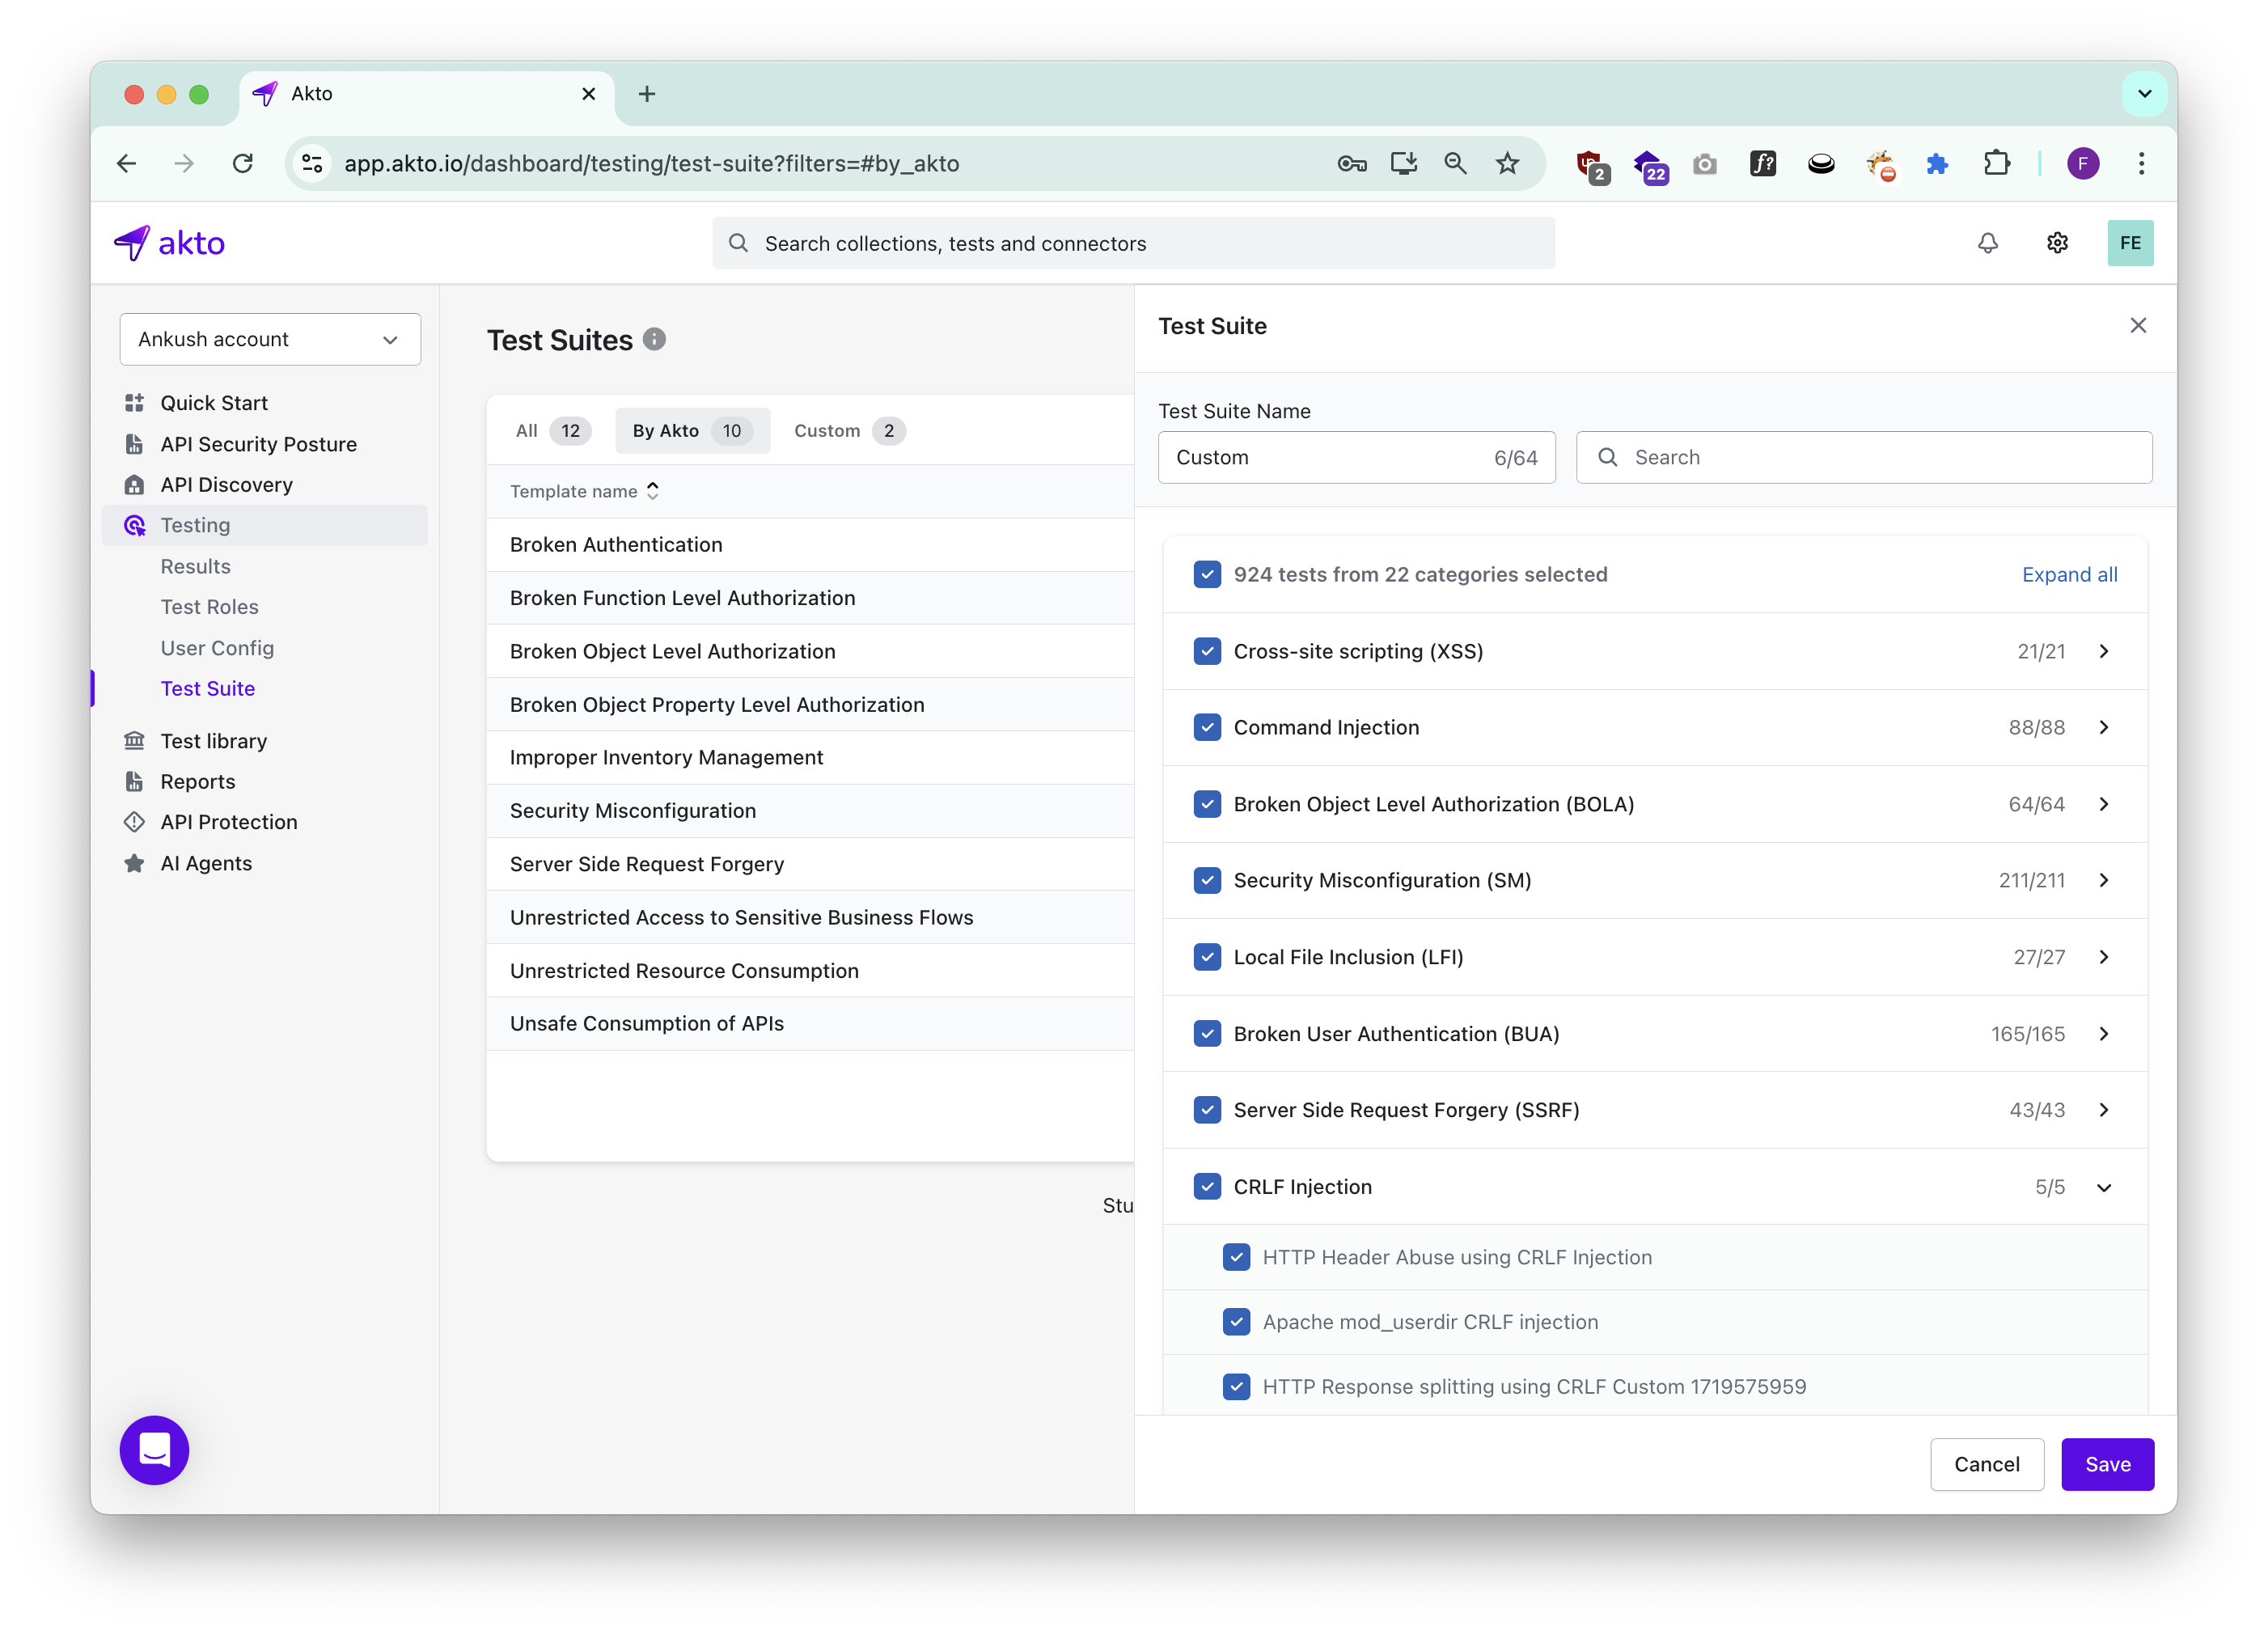 Akto
app.akto.io/dashboard/testing/test-suite?filters=#by_akto
2
22
f?
F
akto
Search collections, tests and connectors
FE
Ankush account
Quick Start
API Security Posture
API Discovery
Testing
Results
Test Roles
User Config
Test Suite
Test library
Reports
API Protection
AI Agents
Test Suites
All 12
By Akto 10
Custom 2
Template name
Broken Authentication
Broken Function Level Authorization
Broken Object Level Authorization
Broken Object Property Level Authorization
Improper Inventory Management
Security Misconfiguration
Server Side Request Forgery
Unrestricted Access to Sensitive Business Flows
Unrestricted Resource Consumption
Unsafe Consumption of APIs
Stu
Test Suite
Test Suite Name
Custom 6/64
Search
924 tests from 22 categories selected Expand all
Cross-site scripting (XSS) 21/21
Command Injection 88/88
Broken Object Level Authorization (BOLA) 64/64
Security Misconfiguration (SM) 211/211
Local File Inclusion (LFI) 27/27
Broken User Authentication (BUA) 165/165
Server Side Request Forgery (SSRF) 43/43
CRLF Injection 5/5
HTTP Header Abuse using CRLF Injection
Apache mod_userdir CRLF injection
HTTP Response splitting using CRLF Custom 1719575959
Cancel
Save